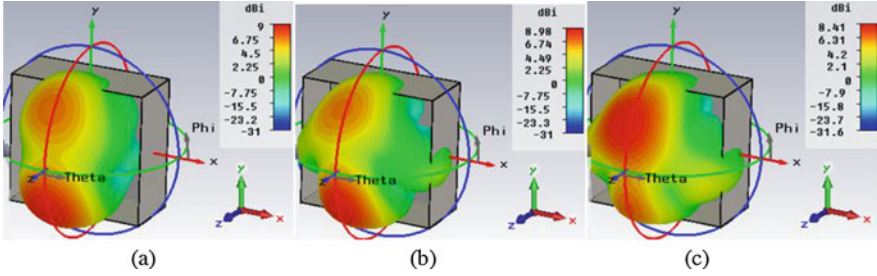 dBi
9
6.75
4.5
2.25
0
-7.75
-15.5
-23.2
-31
y
Phi
x
z
Theta
y
x
z
(a)
dBi
8.98
6.74
4.49
2.25
0
-7.75
-15.5
-23.2
-31
y
Phi
x
z
Theta
y
x
z
(b)
dBi
8.41
6.31
4.2
2.1
0
-7.9
-15.8
-23.7
-31.6
y
Phi
x
z
Theta
y
x
z
(c)